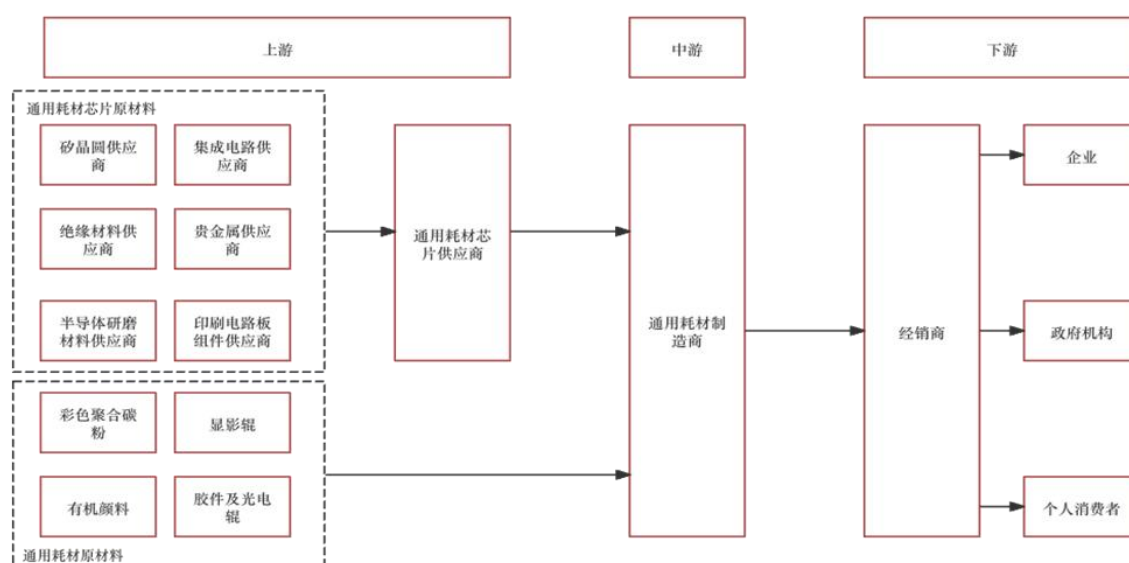 上游
中游
下游
通用耗材芯片原材料
矽晶圆供应
商
集成电路供
应商
绝缘材料供
应商
贵金属供应
商
半导体研磨
材料供应商
印刷电路板
组件供应商
通用耗材芯
片供应商
彩色聚合碳
粉
显影辊
有机颜料
胶件及光电
辊
通用耗材原材料
通用耗材制
造商
经销商
企业
政府机构
个人消费者